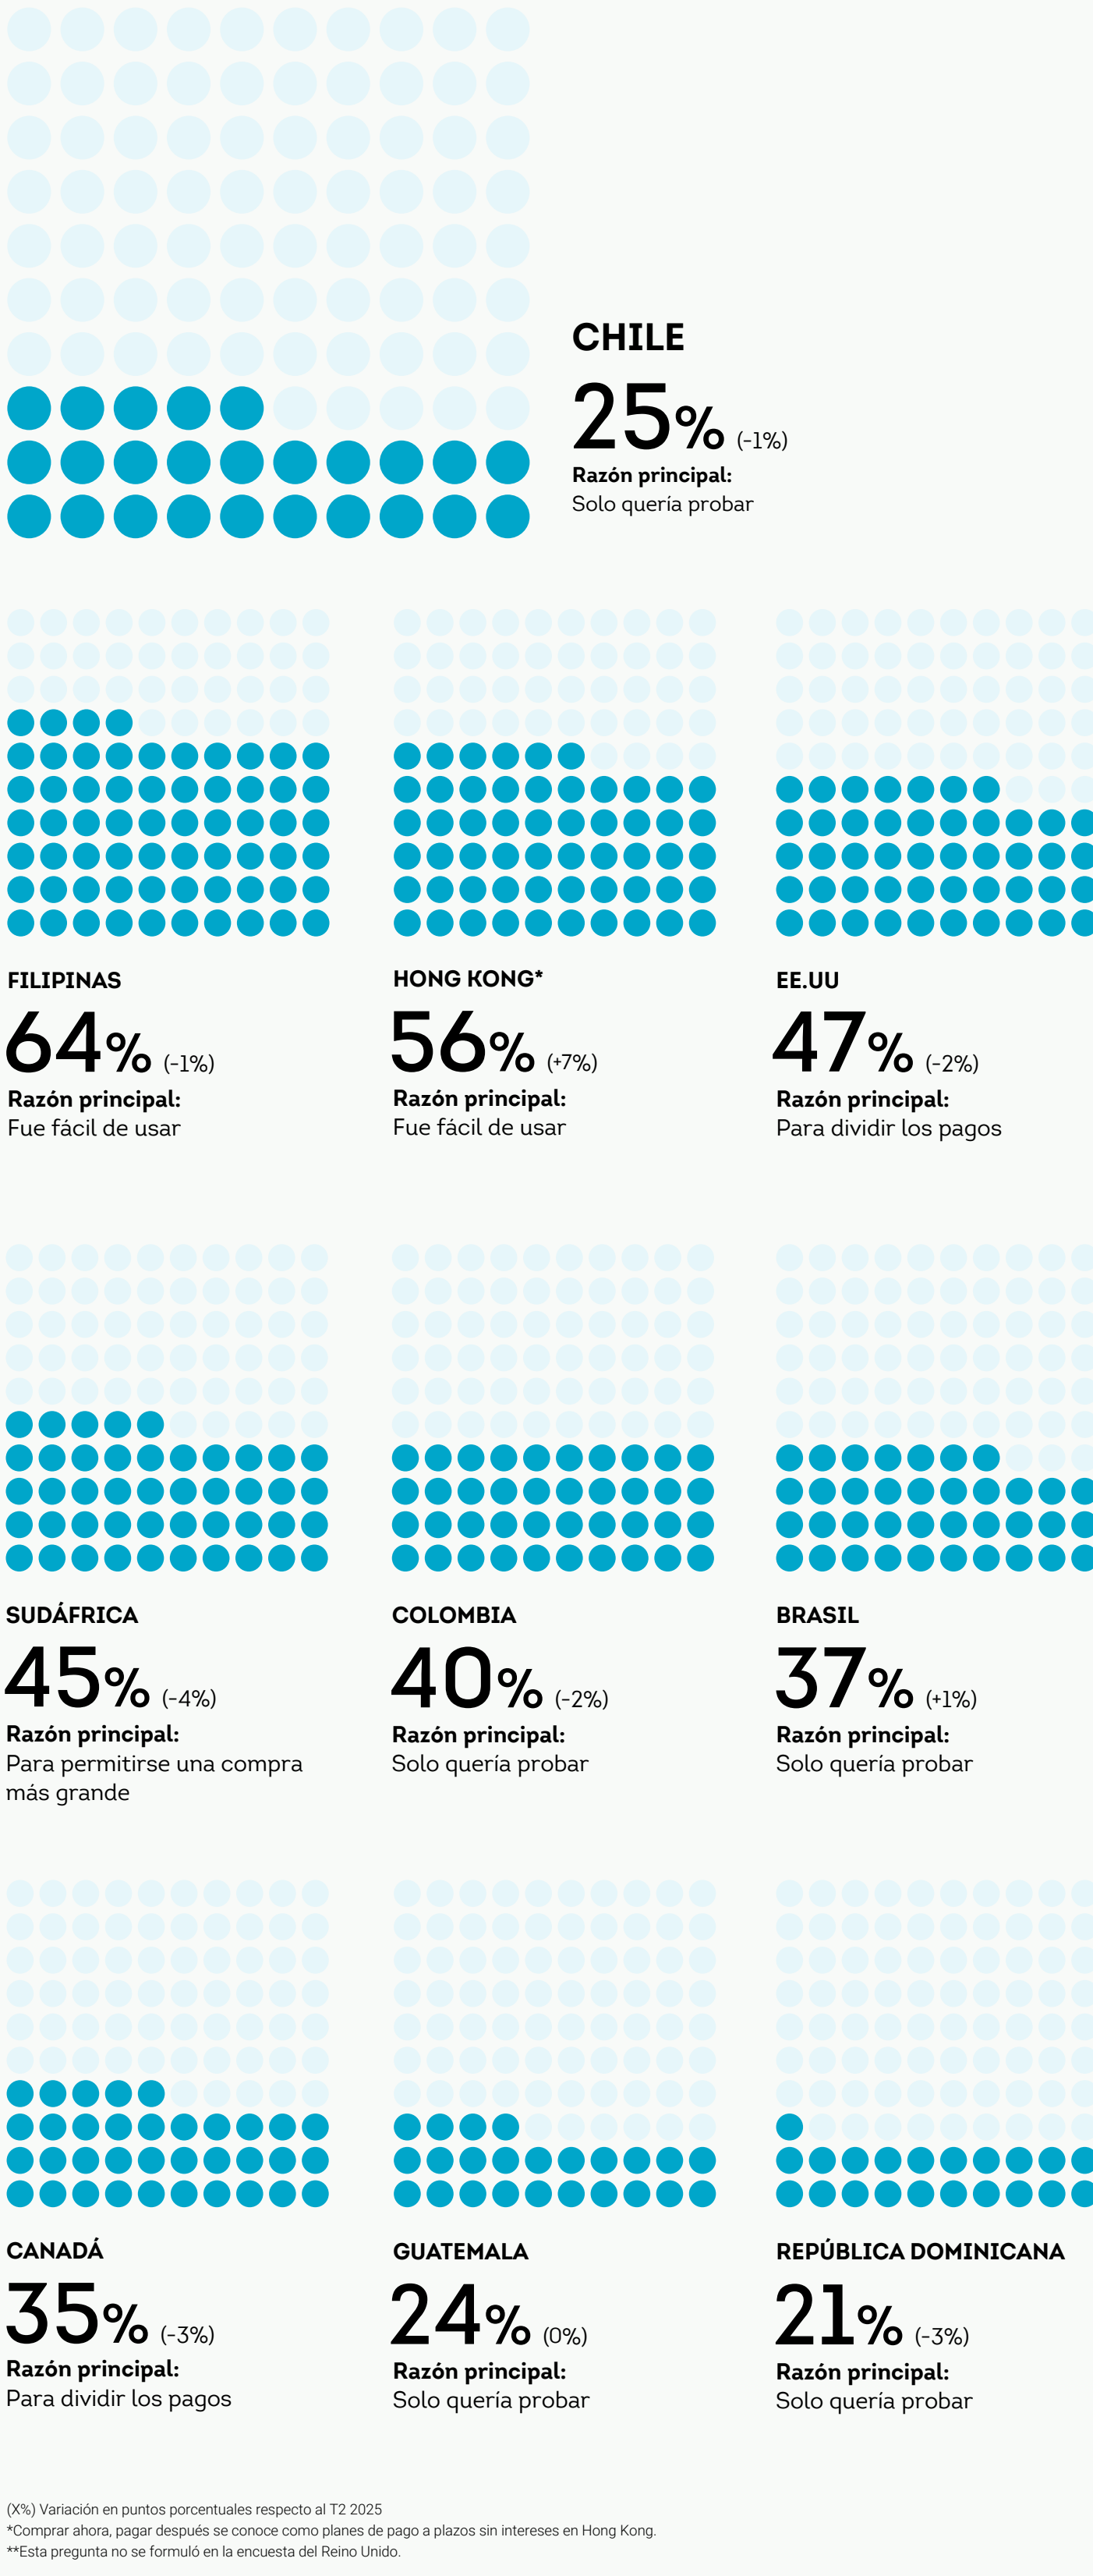 CHILE
25% (-1%)
Razón principal:
Solo quería probar
FILIPINAS
64% (-1%)
Razón principal:
Fue fácil de usar
HONG KONG*
56% (+7%)
Razón principal:
Fue fácil de usar
EE.UU
47% (-2%)
Razón principal:
Para dividir los pagos
SUDÁFRICA
45% (-4%)
Razón principal:
Para permitirse una compra
más grande
COLOMBIA
40% (-2%)
Razón principal:
Solo quería probar
BRASIL
37% (+1%)
Razón principal:
Solo quería probar
CANADÁ
35% (-3%)
Razón principal:
Para dividir los pagos
GUATEMALA
24% (0%)
Razón principal:
Solo quería probar
REPÚBLICA DOMINICANA
21% (-3%)
Razón principal:
Solo quería probar
(X%) Variación en puntos porcentuales respecto al T2 2025
*Comprar ahora, pagar después se conoce como planes de pago a plazos sin intereses en Hong Kong.
**Esta pregunta no se formuló en la encuesta del Reino Unido.